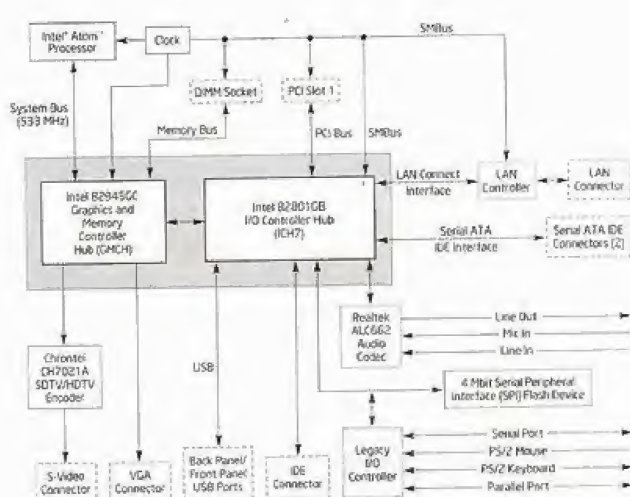 Intel® Atom™
Processor
Clock
SMBus
DIMM Socket
PCI Slot 1
System Bus
(533 MHz)
Memory Bus
PCI Bus
SMBus
LAN Connect
Interface
LAN
Controller
LAN
Connector
Intel 82945GC
Graphics and
Memory
Controller
Hub (GMCH)
Intel 82801GB
I/O Controller Hub
(ICH7)
Serial ATA
IDE Interface
Serial ATA IDE
Connectors (2)
Realtek
ALC662
Audio
Codec
Line Out
Mic In
Line In
Chrontel
CH7021A
SDTV/HDTV
Encoder
USB
4 Mbit Serial Peripheral
Interface (SPI) Flash Device
Legacy
I/O
Controller
Serial Port
PS/2 Mouse
PS/2 Keyboard
Parallel Port
S-Video
Connector
VGA
Connector
Back Panel/
Front Panel
USB Ports
IDE
Connector